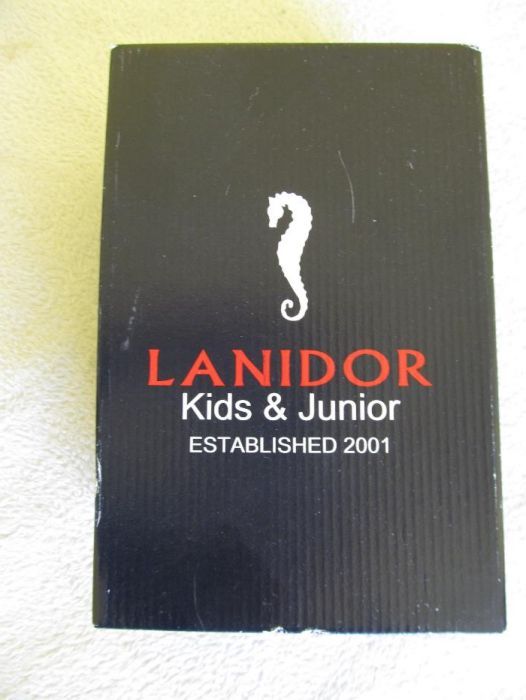 LANIDOR
Kids & Junior
ESTABLISHED 2001